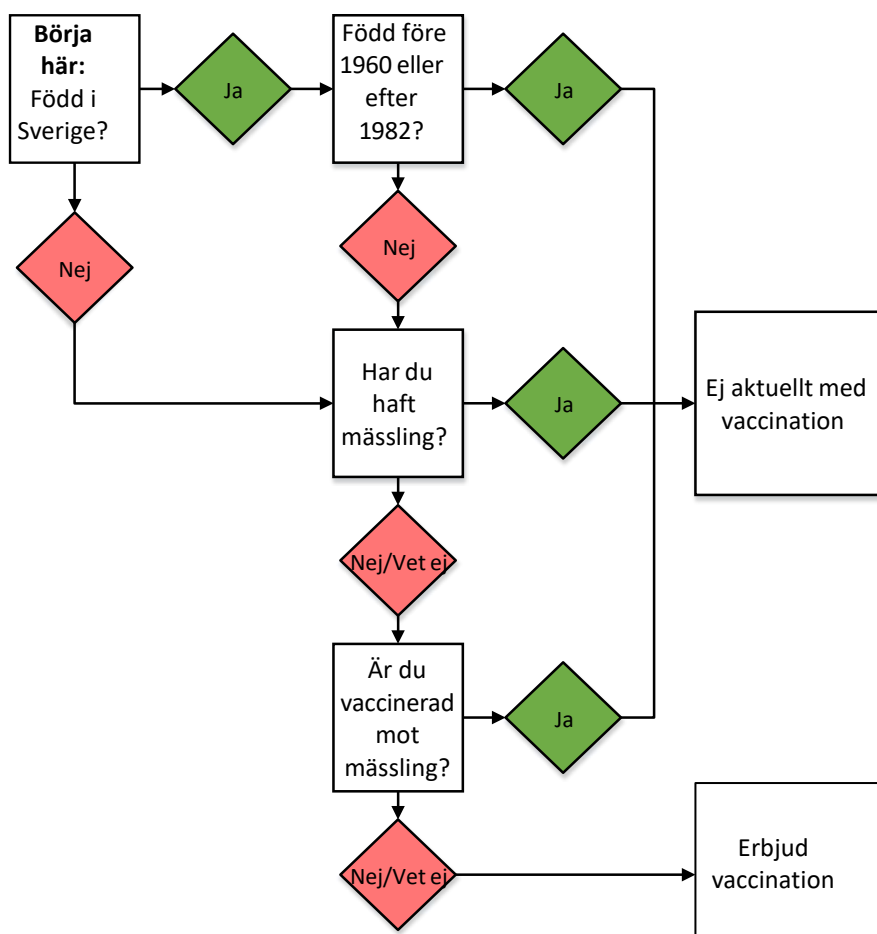 Börja
här:
Född i
Sverige?
Ja
Född före
1960 eller
efter
1982?
Ja
Nej
Nej
Har du
haft
mässling?
Ja
Ej aktuellt med
vaccination
Nej/Vet ej
Är du
vaccinerad
mot
mässling?
Ja
Nej/Vet ej
Erbjud
vaccination